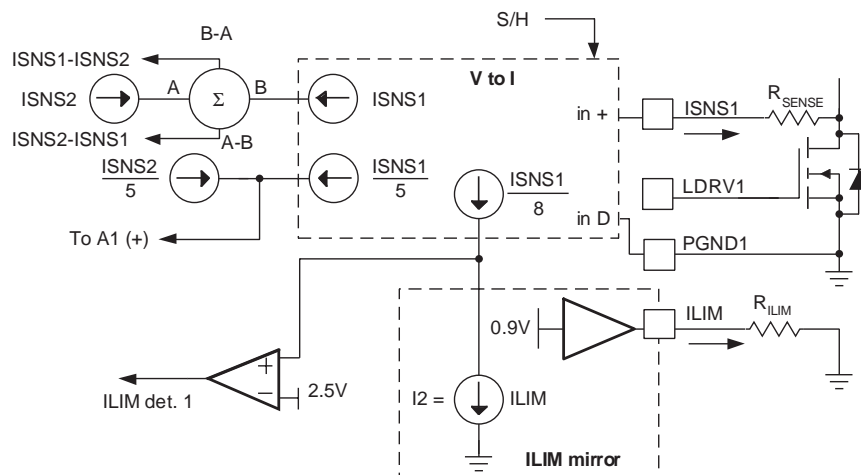 S/H
B-A
ISNS1-ISNS2
V to I
ISNS2
A
Σ
B
ISNS1
in +
ISNS1
RSENSE
ISNS2-ISNS1
A-B
ISNS2
5
ISNS1
5
ISNS1
8
LDRV1
in D
To A1 (+)
PGND1
0.9V
ILIM
RILIM
+
−
2.5V
ILIM det. 1
I2 =
ILIM
ILIM mirror